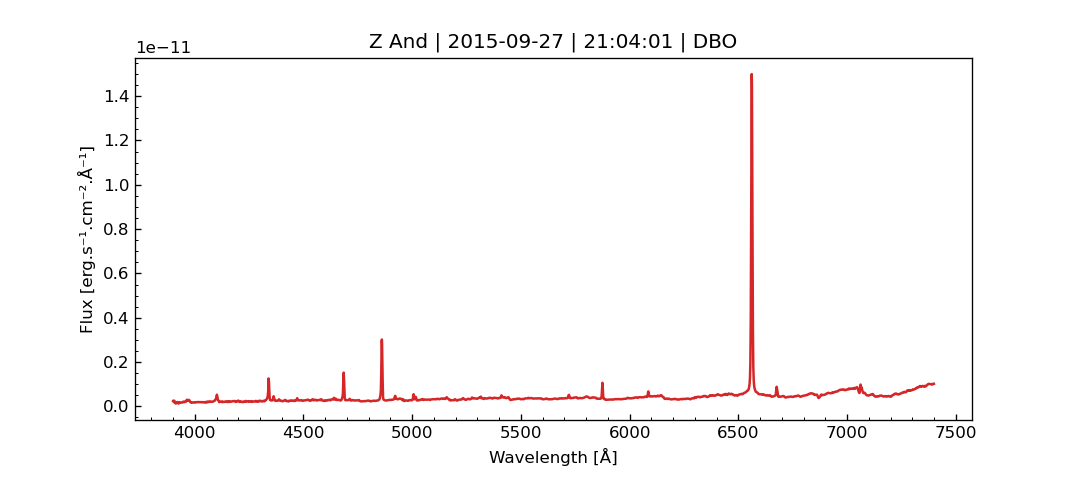 Z And | 2015-09-27 | 21:04:01 | DBO
1e−11
1.4
1.2
1.0
0.8
0.6
0.4
0.2
0.0
Flux [erg.s⁻¹.cm⁻².Å⁻¹]
4000 4500 5000 5500 6000 6500 7000 7500
Wavelength [Å]